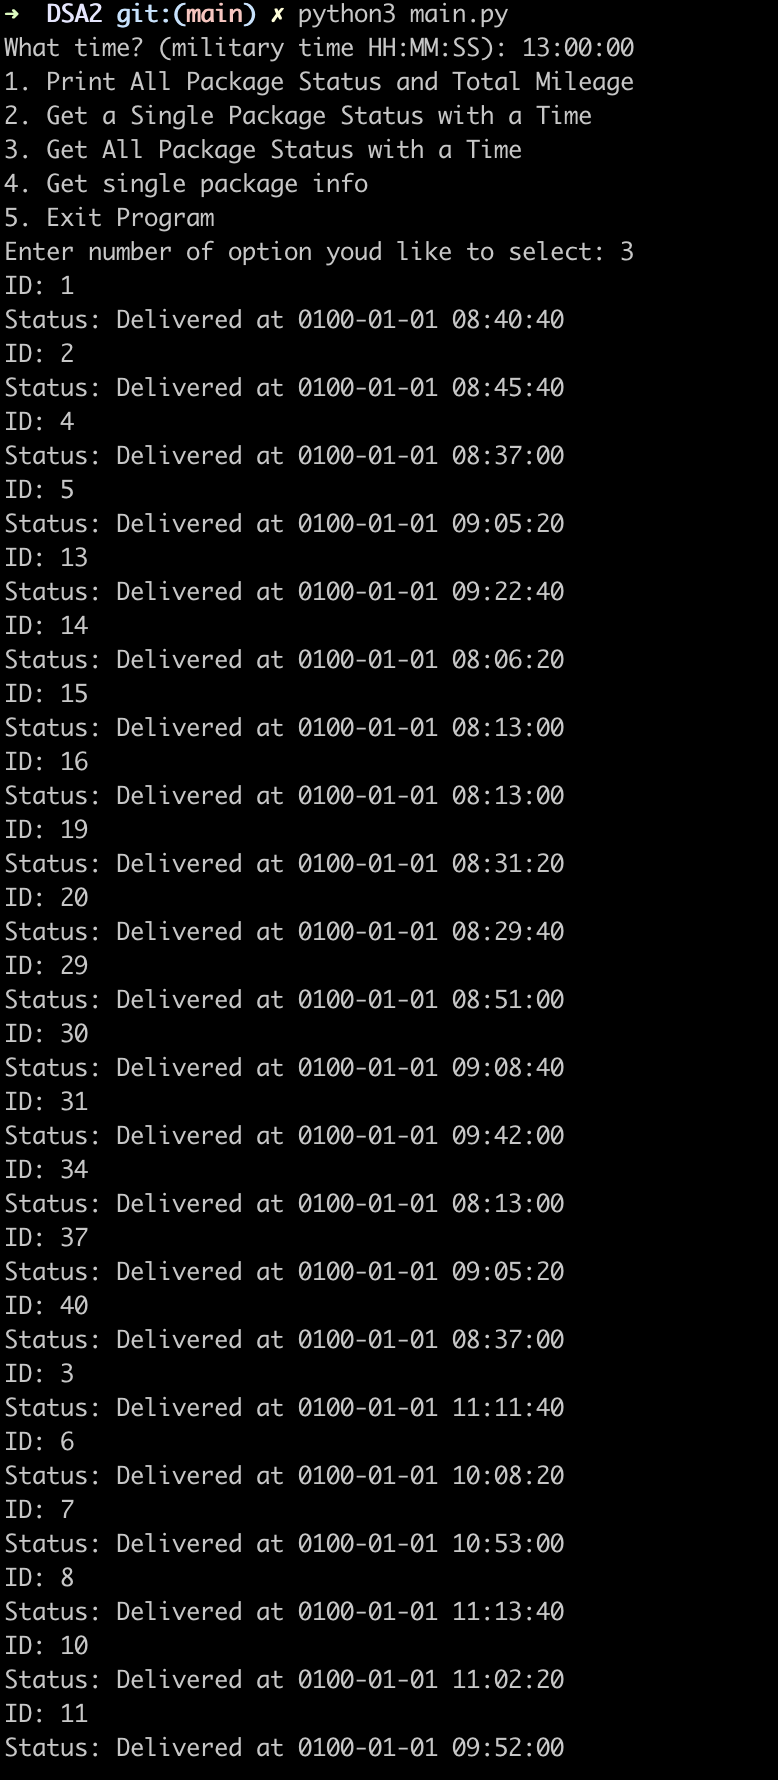 ➜  DSA2 git:(main) ✗ python3 main.py
What time? (military time HH:MM:SS): 13:00:00
1. Print All Package Status and Total Mileage
2. Get a Single Package Status with a Time
3. Get All Package Status with a Time
4. Get single package info
5. Exit Program
Enter number of option youd like to select: 3
ID: 1
Status: Delivered at 0100-01-01 08:40:40
ID: 2
Status: Delivered at 0100-01-01 08:45:40
ID: 4
Status: Delivered at 0100-01-01 08:37:00
ID: 5
Status: Delivered at 0100-01-01 09:05:20
ID: 13
Status: Delivered at 0100-01-01 09:22:40
ID: 14
Status: Delivered at 0100-01-01 08:06:20
ID: 15
Status: Delivered at 0100-01-01 08:13:00
ID: 16
Status: Delivered at 0100-01-01 08:13:00
ID: 19
Status: Delivered at 0100-01-01 08:31:20
ID: 20
Status: Delivered at 0100-01-01 08:29:40
ID: 29
Status: Delivered at 0100-01-01 08:51:00
ID: 30
Status: Delivered at 0100-01-01 09:08:40
ID: 31
Status: Delivered at 0100-01-01 09:42:00
ID: 34
Status: Delivered at 0100-01-01 08:13:00
ID: 37
Status: Delivered at 0100-01-01 09:05:20
ID: 40
Status: Delivered at 0100-01-01 08:37:00
ID: 3
Status: Delivered at 0100-01-01 11:11:40
ID: 6
Status: Delivered at 0100-01-01 10:08:20
ID: 7
Status: Delivered at 0100-01-01 10:53:00
ID: 8
Status: Delivered at 0100-01-01 11:13:40
ID: 10
Status: Delivered at 0100-01-01 11:02:20
ID: 11
Status: Delivered at 0100-01-01 09:52:00